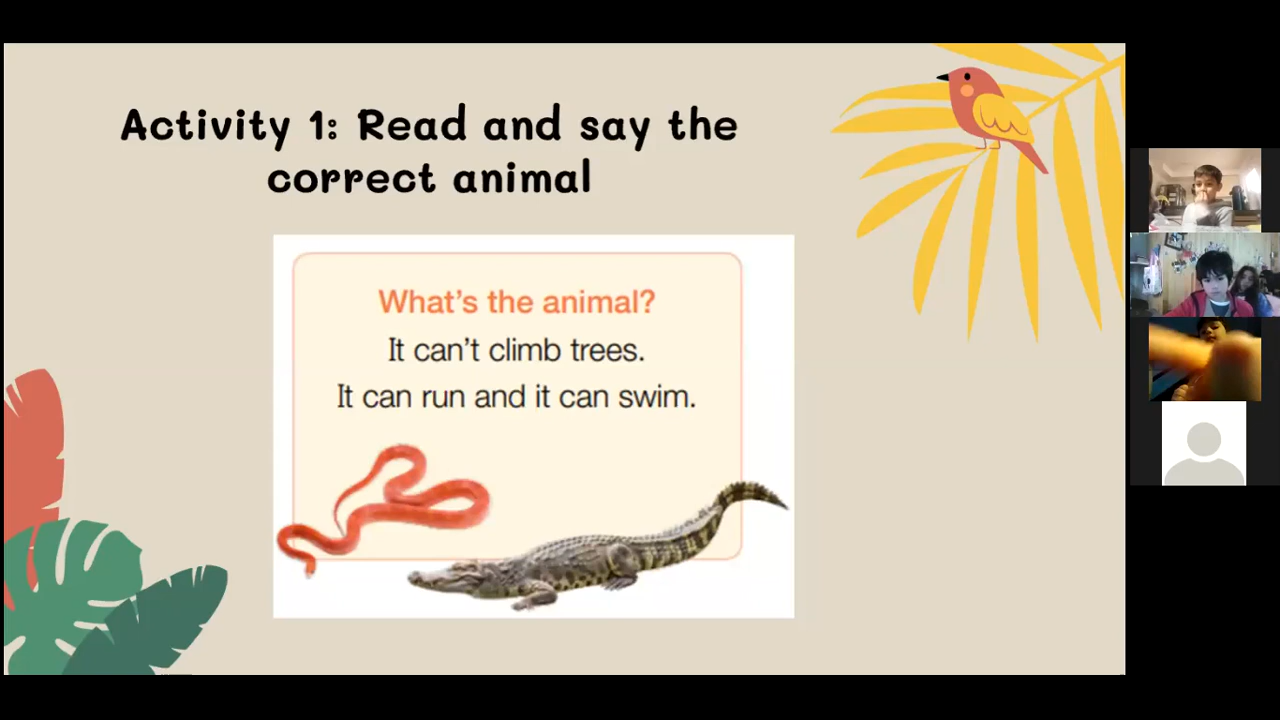 Activity 1: Read and say the
correct animal
What's the animal?
It can't climb trees.
It can run and it can swim.